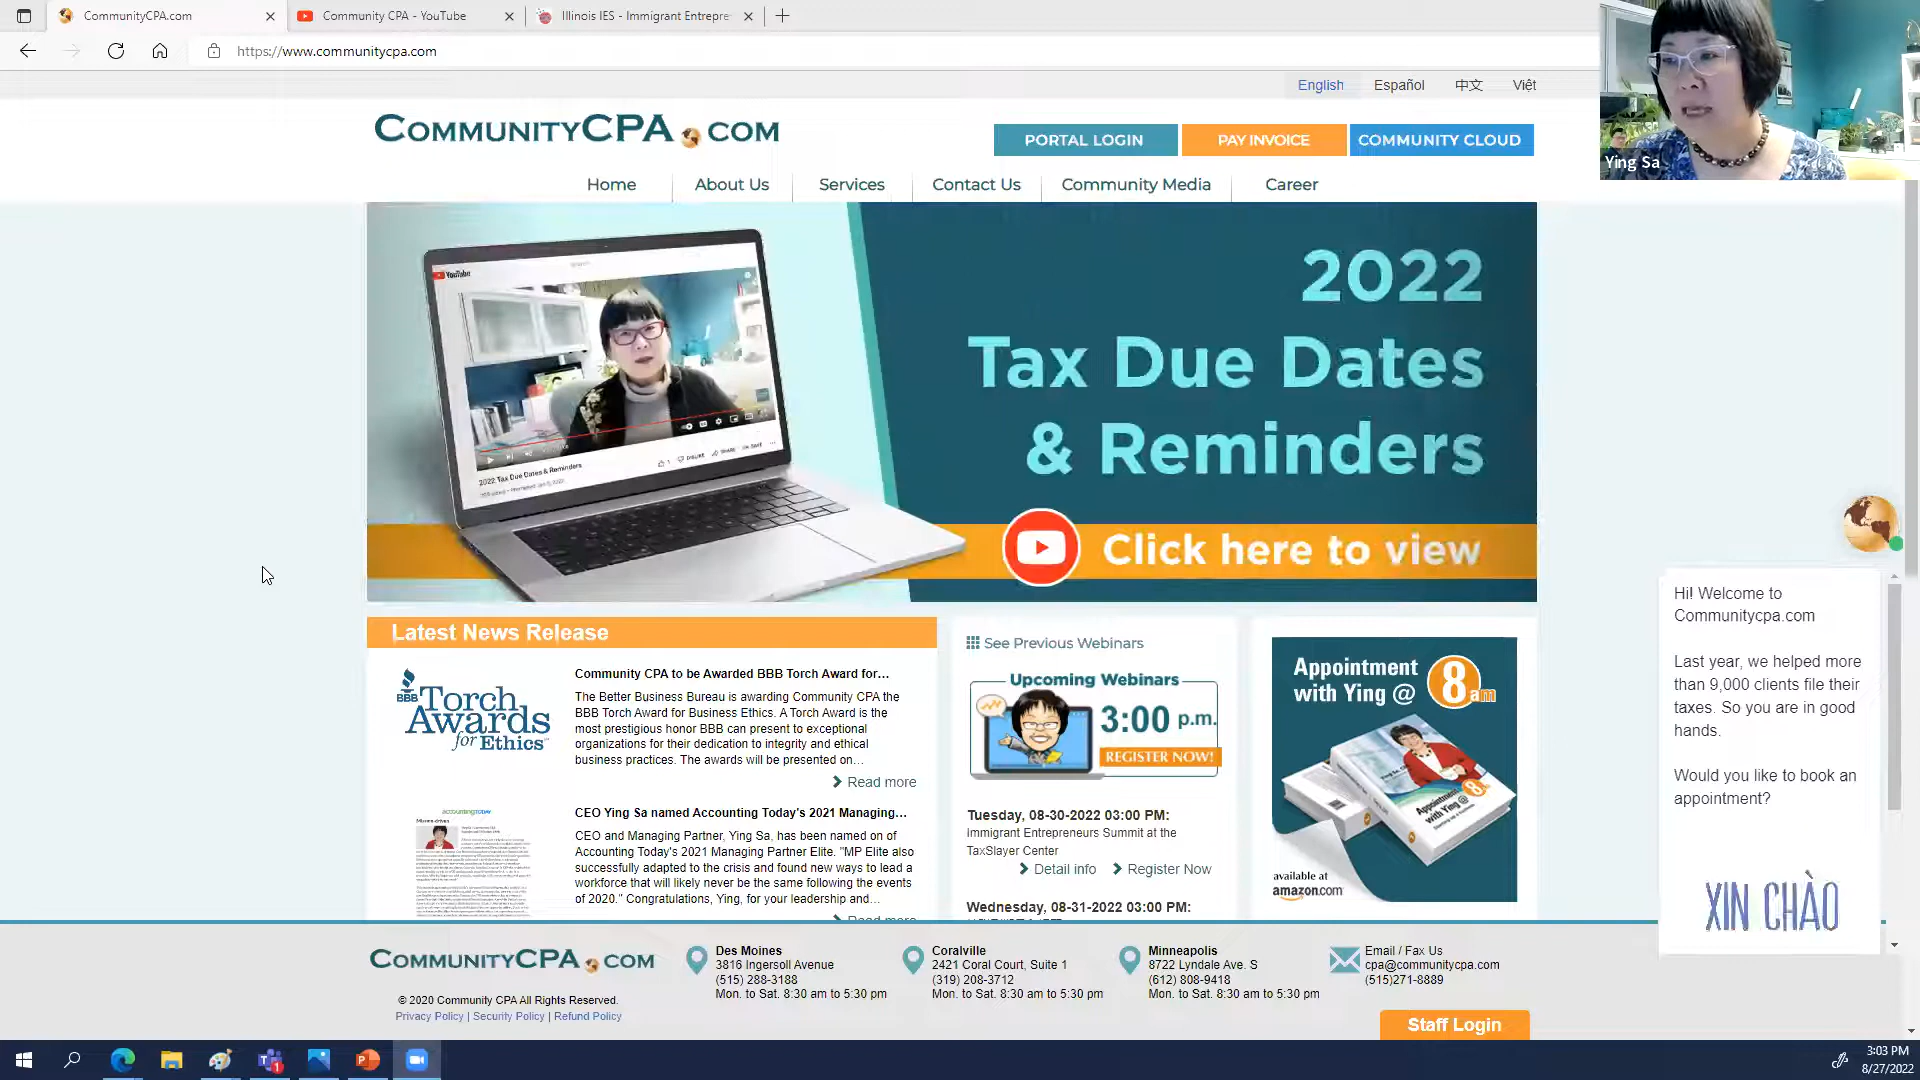 CommunityCPA.com
Community CPA - YouTube
Illinois IES - Immigrant Entrepre
https://www.communitycpa.com
English Español 中文 Việt
COMMUNITYCPA.COM
PORTAL LOGIN PAY INVOICE COMMUNITY CLOUD
Ying Sa
Home About Us Services Contact Us Community Media Career
YouTube
2022 Tax Due Dates & Reminders
2022
Tax Due Dates
& Reminders
Click here to view
Latest News Release
BBB
Torch
Awards
for Ethics
Community CPA to be Awarded BBB Torch Award for...
The Better Business Bureau is awarding Community CPA the
BBB Torch Award for Business Ethics. A Torch Award is the
most prestigious honor BBB can present to exceptional
organizations for their dedication to integrity and ethical
business practices. The awards will be presented on...
Read more
accountingtoday
CEO Ying Sa named Accounting Today's 2021 Managing...
CEO and Managing Partner, Ying Sa, has been named on of
Accounting Today's 2021 Managing Partner Elite. "MP Elite also
successfully adapted to the crisis and found new ways to lead a
workforce that will likely never be the same following the events
of 2020." Congratulations, Ying, for your leadership and...
Read more
See Previous Webinars
Upcoming Webinars
3:00 p.m.
REGISTER NOW!
Tuesday, 08-30-2022 03:00 PM:
Immigrant Entrepreneurs Summit at the
TaxSlayer Center
Detail info Register Now
Wednesday, 08-31-2022 03:00 PM:
Appointment
with Ying @ 8am
Appointment
with Ying @ 8
available at
amazon.com
Hi! Welcome to
Communitycpa.com
Last year, we helped more
than 9,000 clients file their
taxes. So you are in good
hands.
Would you like to book an
appointment?
XIN CHÀO
COMMUNITYCPA.COM
© 2020 Community CPA All Rights Reserved.
Privacy Policy | Security Policy | Refund Policy
Des Moines
3816 Ingersoll Avenue
(515) 288-3188
Mon. to Sat. 8:30 am to 5:30 pm
Coralville
2421 Coral Court, Suite 1
(319) 208-3712
Mon. to Sat. 8:30 am to 5:30 pm
Minneapolis
8722 Lyndale Ave. S
(612) 808-9418
Mon. to Sat. 8:30 am to 5:30 pm
Email / Fax Us
cpa@communitycpa.com
(515)271-8889
Staff Login
3:03 PM
8/27/2022